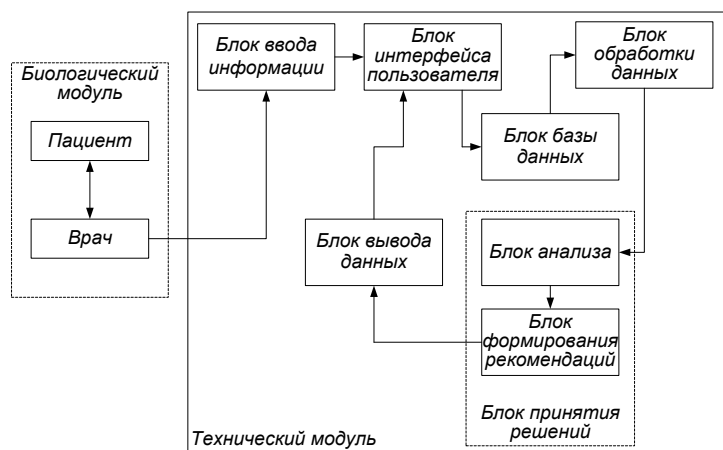 Биологический
модуль
Пациент
Врач
Блок ввода
информации
Блок
интерфейса
пользователя
Блок
обработки
данных
Блок базы
данных
Блок вывода
данных
Блок анализа
Блок
формирования
рекомендаций
Блок принятия
решений
Технический модуль